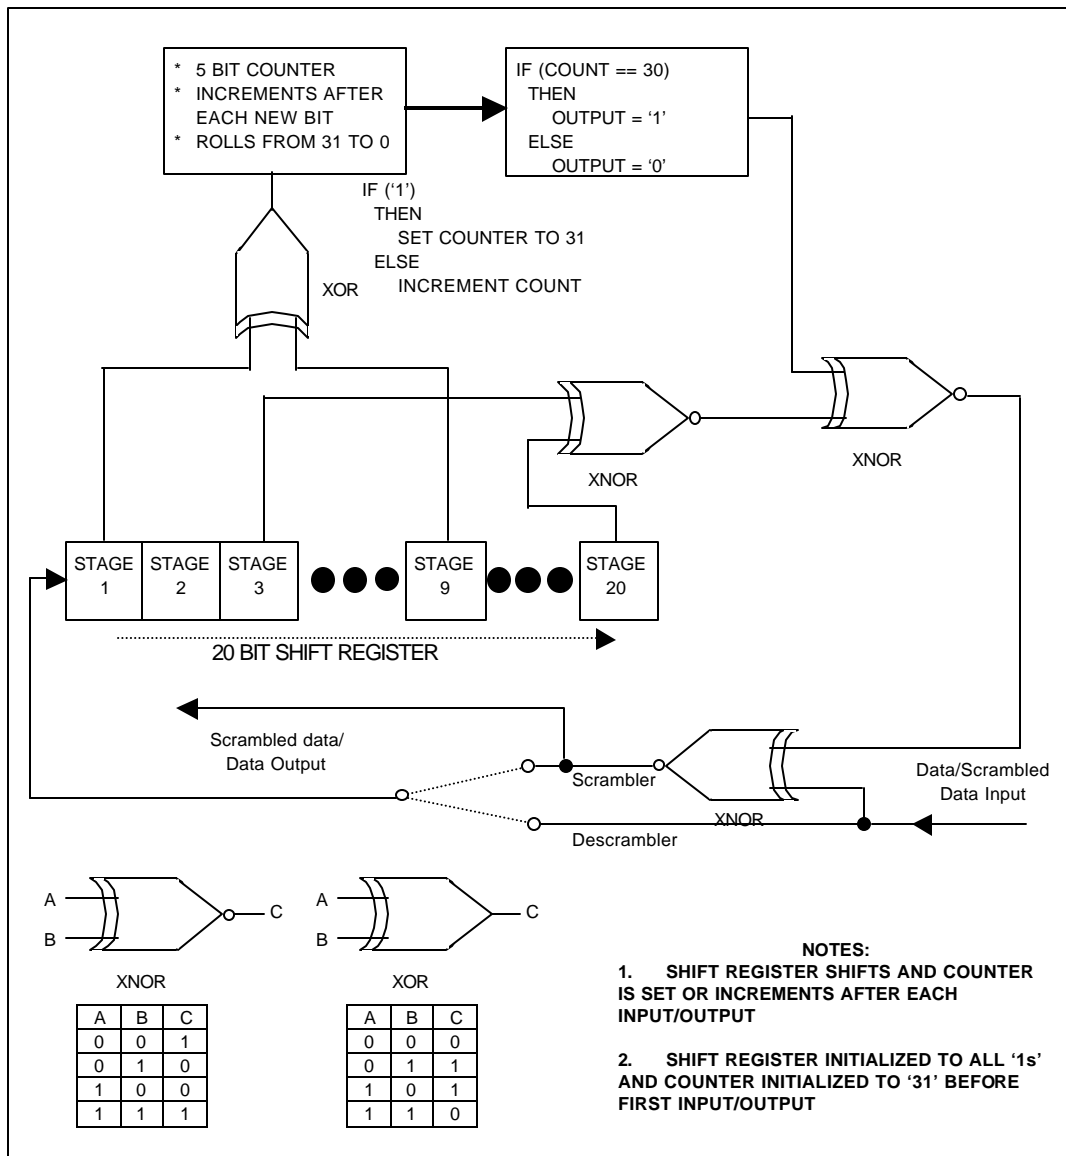 * 5 BIT COUNTER
* INCREMENTS AFTER
EACH NEW BIT
* ROLLS FROM 31 TO 0
IF (COUNT == 30)
THEN
OUTPUT = ‘1’
ELSE
OUTPUT = ‘0’
IF (‘1’)
THEN
SET COUNTER TO 31
ELSE
INCREMENT COUNT
XOR
XNOR
XNOR
STAGE
1
STAGE
2
STAGE
3
STAGE
9
STAGE
20
20 BIT SHIFT REGISTER
Scrambled data/
Data Output
Scrambler
XNOR
Data/Scrambled
Data Input
Descrambler
A
B
C
XNOR
A B C
0 0 1
0 1 0
1 0 0
1 1 1
A
B
C
XOR
A B C
0 0 0
0 1 1
1 0 1
1 1 0
NOTES:
1. SHIFT REGISTER SHIFTS AND COUNTER
IS SET OR INCREMENTS AFTER EACH
INPUT/OUTPUT
2. SHIFT REGISTER INITIALIZED TO ALL ‘1s’
AND COUNTER INITIALIZED TO ‘31’ BEFORE
FIRST INPUT/OUTPUT